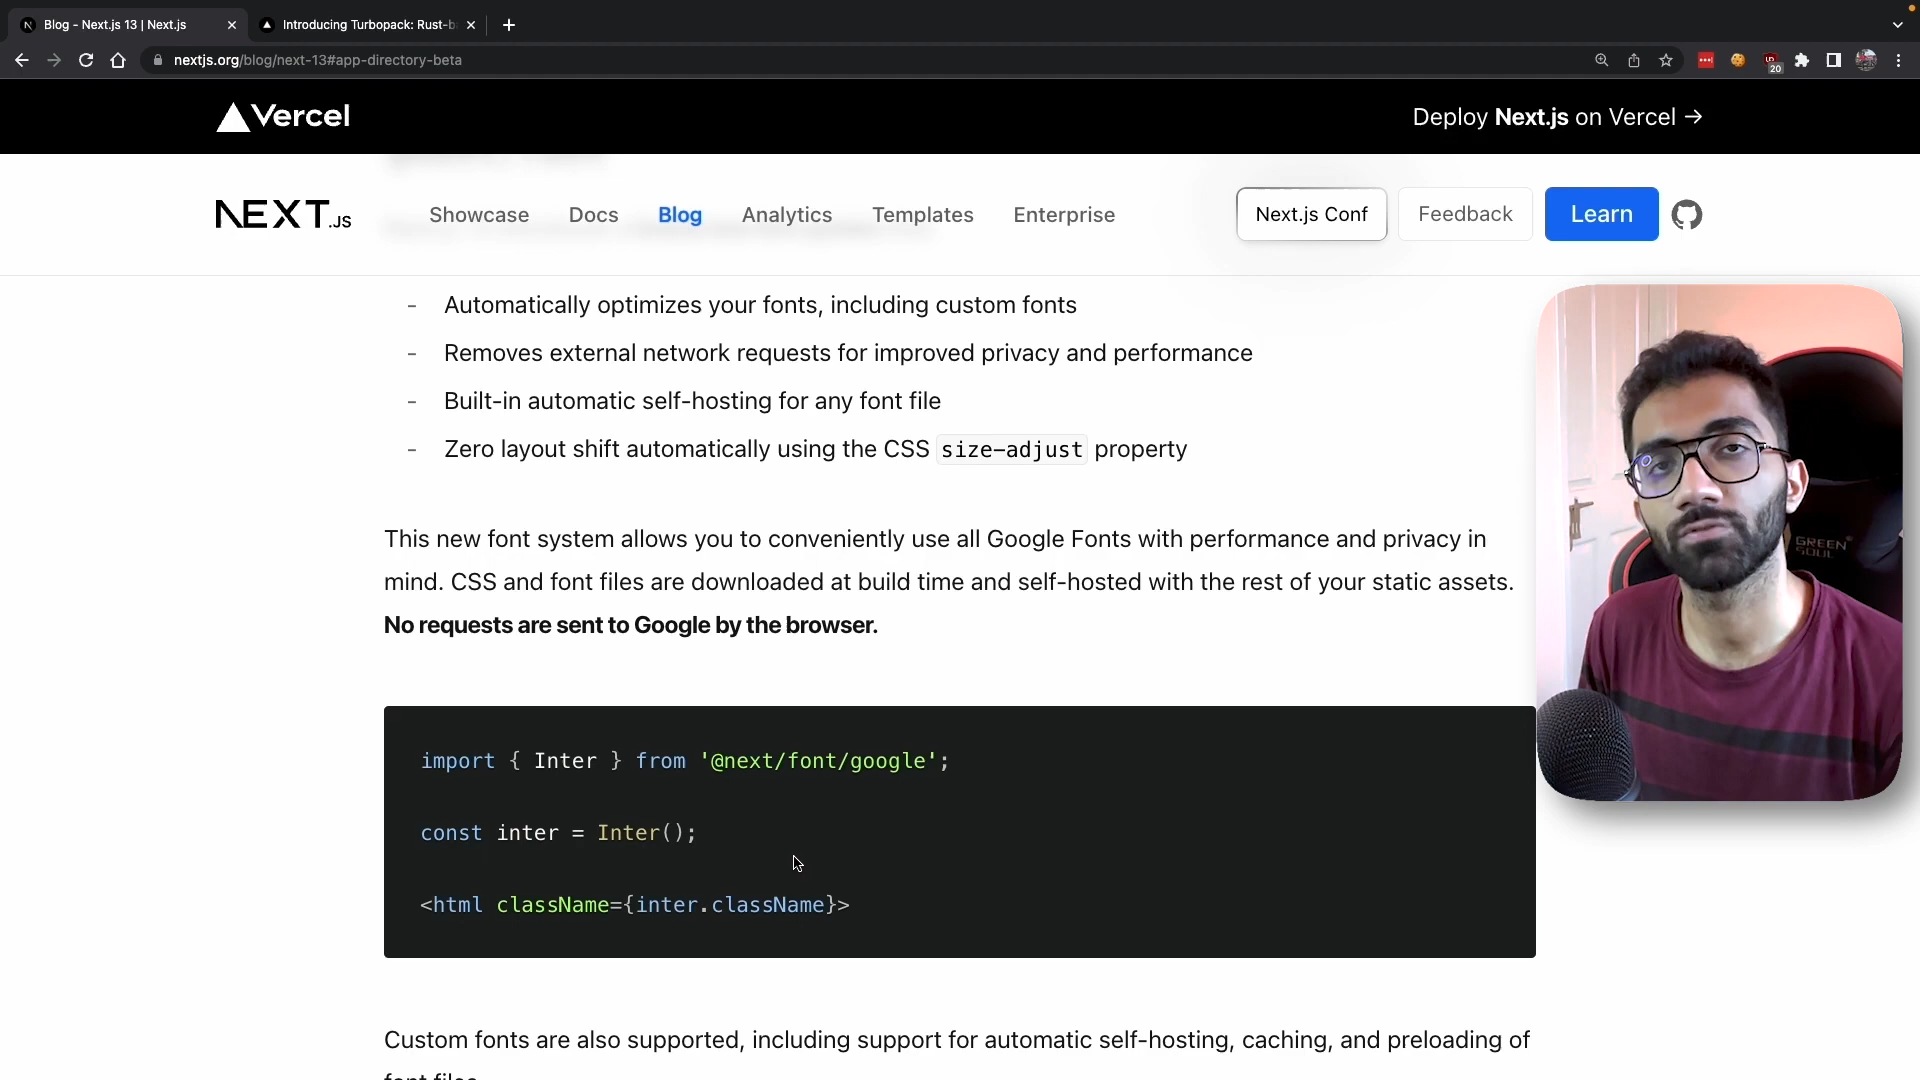 Blog - Next.js 13 | Next.js
Introducing Turbopack: Rust-b
nextjs.org/blog/next-13#app-directory-beta
20
Vercel
Deploy Next.js on Vercel →
NEXT.JS
Showcase
Docs
Blog
Analytics
Templates
Enterprise
Next.js Conf
Feedback
Learn
- Automatically optimizes your fonts, including custom fonts
- Removes external network requests for improved privacy and performance
- Built-in automatic self-hosting for any font file
- Zero layout shift automatically using the CSS size-adjust property
This new font system allows you to conveniently use all Google Fonts with performance and privacy in
mind. CSS and font files are downloaded at build time and self-hosted with the rest of your static assets.
No requests are sent to Google by the browser.
GREEN
SOUL
import { Inter } from '@next/font/google';
const inter = Inter();
<html className={inter.className}>
Custom fonts are also supported, including support for automatic self-hosting, caching, and preloading of
font files